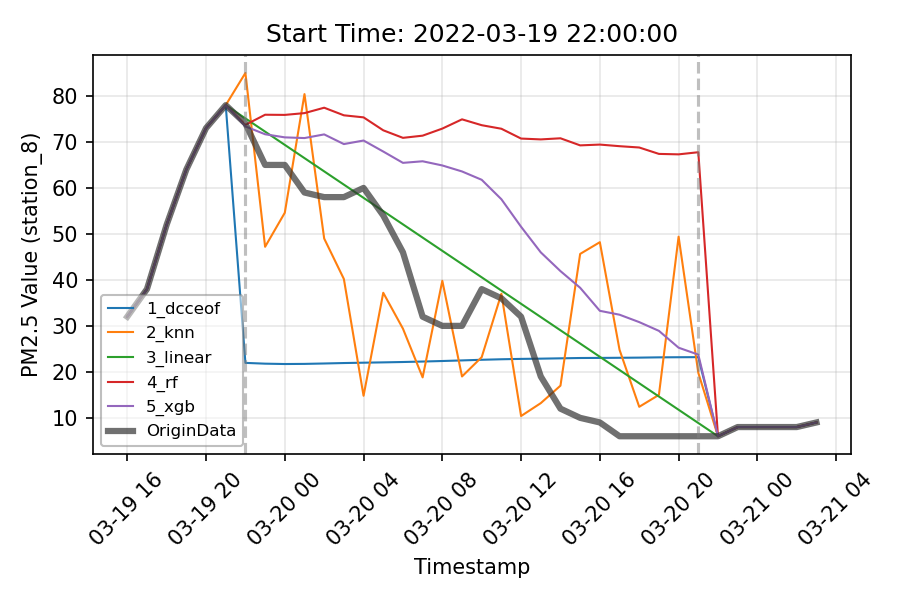 Start Time: 2022-03-19 22:00:00
PM2.5 Value (station_8)
80
70
60
50
40
30
20
10
1_dcceof
2_knn
3_linear
4_rf
5_xgb
OriginData
03-19 16
03-19 20
03-20 00
03-20 04
03-20 08
03-20 12
03-20 16
03-20 20
03-21 00
03-21 04
Timestamp